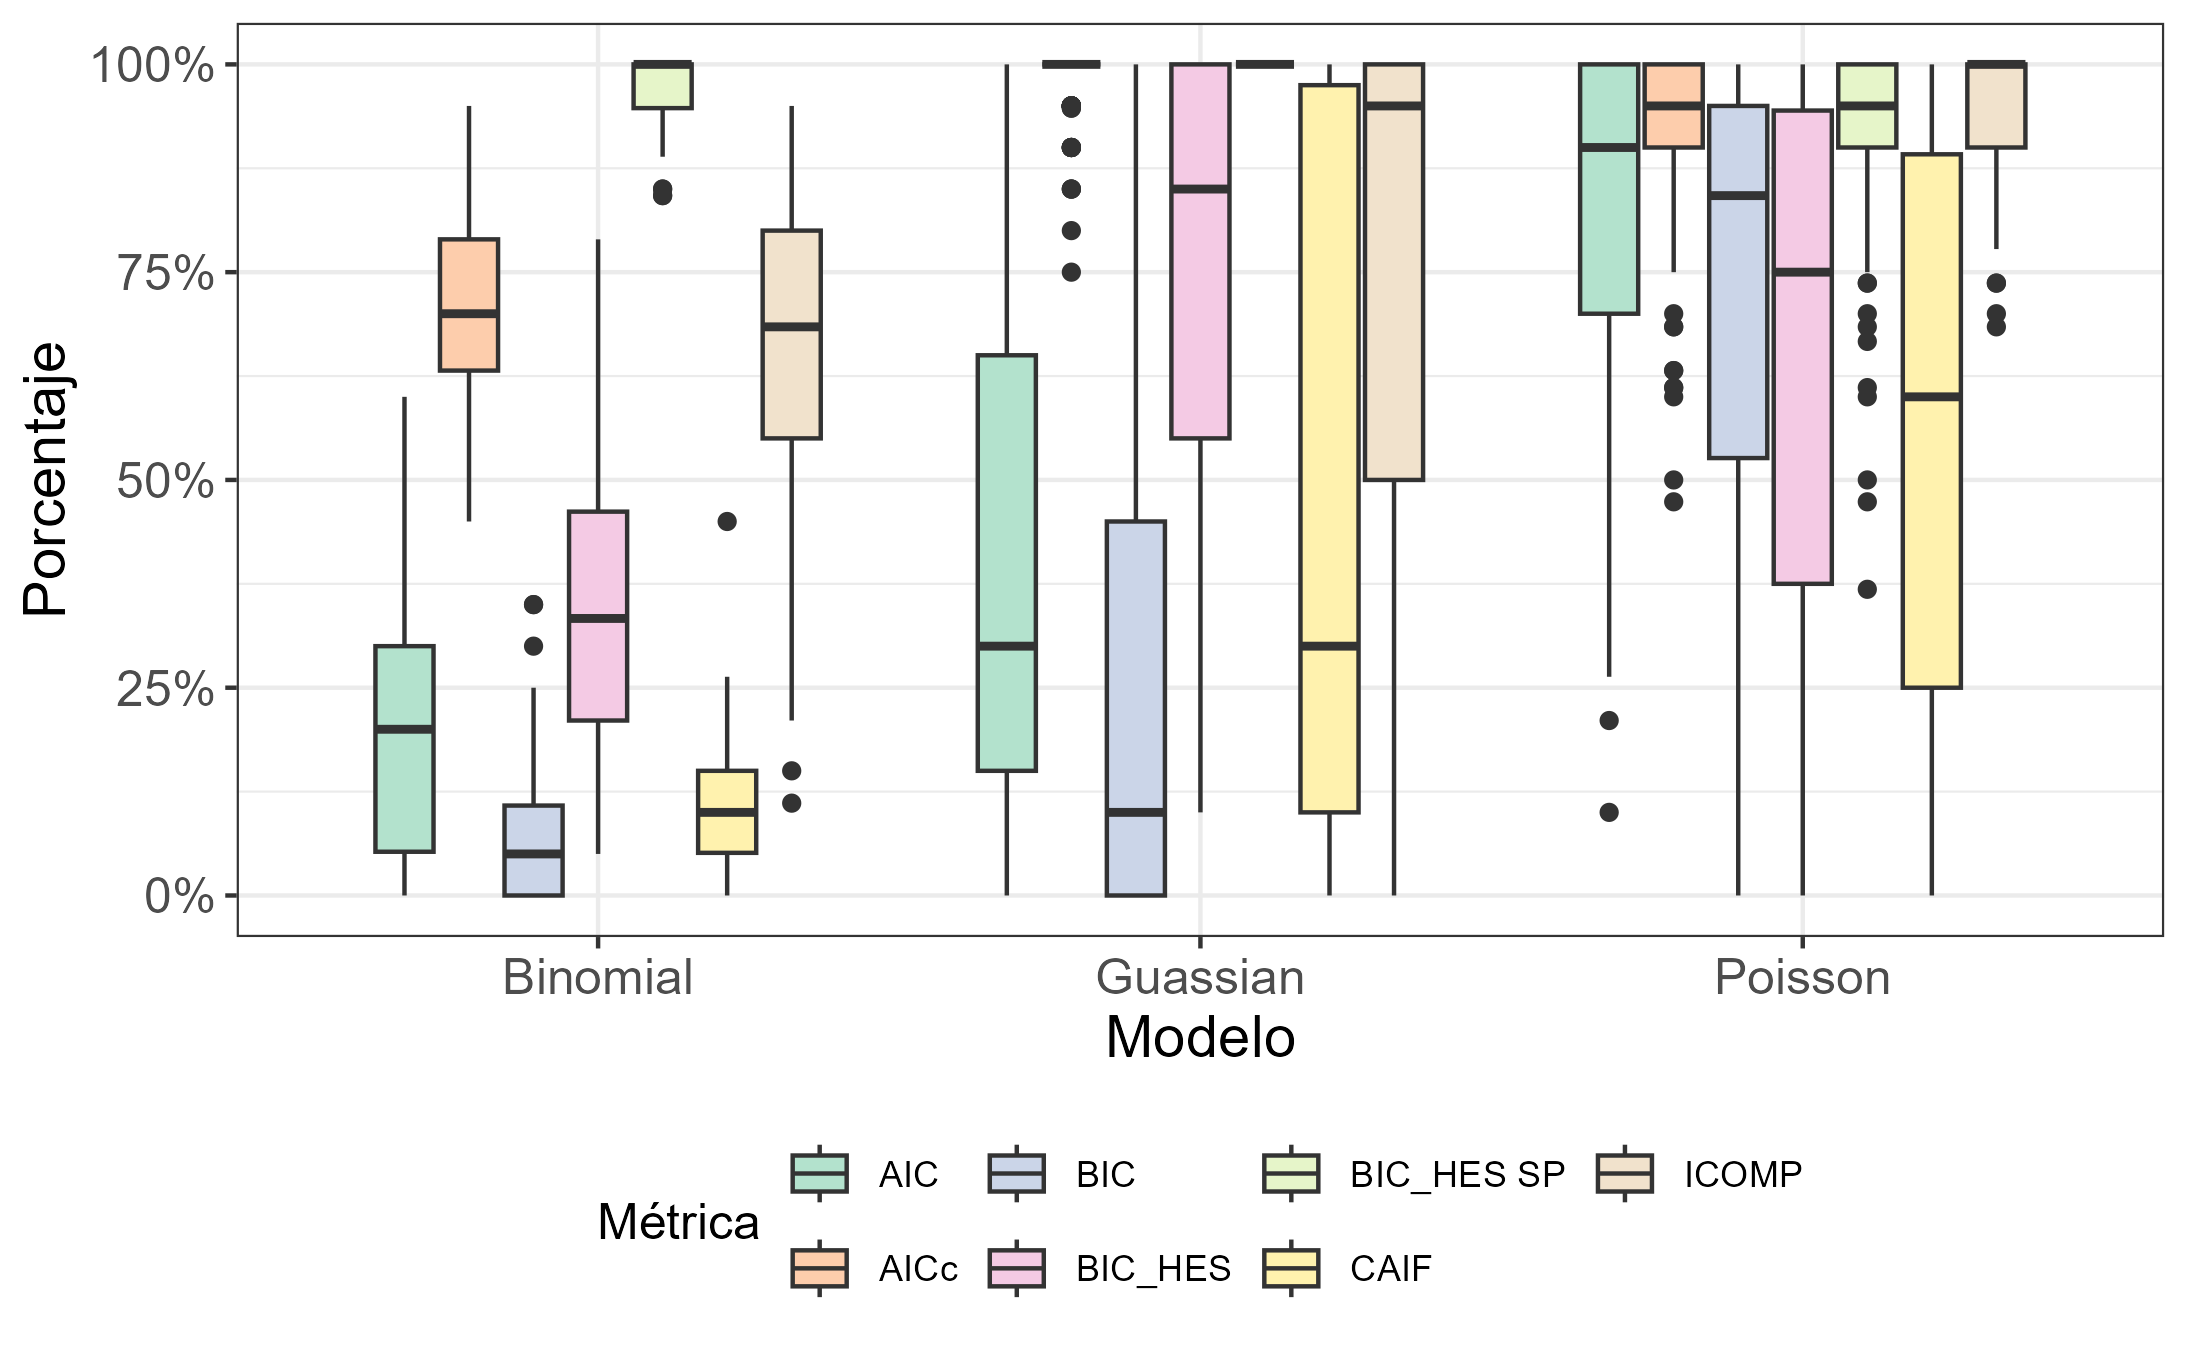 Porcentaje
100%
75%
50%
25%
0%
Binomial
Guassian
Poisson
Modelo
Métrica
AIC
BIC
BIC_HES SP
ICOMP
AICc
BIC_HES
CAIF